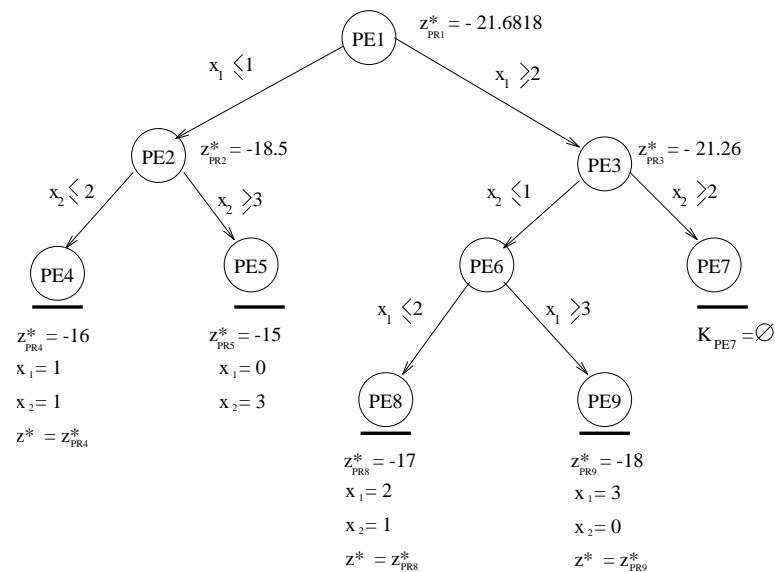 PE1
z*PR1 = - 21.6818
x1 ⩽1
x1 ⩾2
PE2
z*PR2 = -18.5
PE3
z*PR3 = - 21.26
x2 ⩽ 2
x2 ⩾3
x2 ⩽1
x2 ⩾2
PE4
PE5
PE6
PE7
z*PR4 = -16
x1 = 1
x2 = 1
z* = z*PR4
z*PR5 = -15
x1 = 0
x2 = 3
x1 ⩽2
x1 ⩾3
KPE7 =∅
PE8
PE9
z*PR8 = -17
x1 = 2
x2 = 1
z* = z*PR8
z*PR9 = -18
x1 = 3
x2 = 0
z* = z*PR9